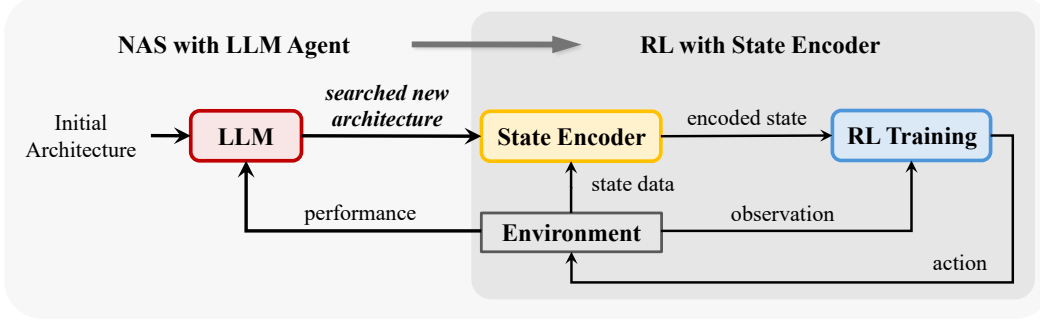 NAS with LLM Agent
RL with State Encoder
searched new
architecture
Initial
Architecture
LLM
State Encoder
encoded state
RL Training
state data
performance
Environment
observation
action